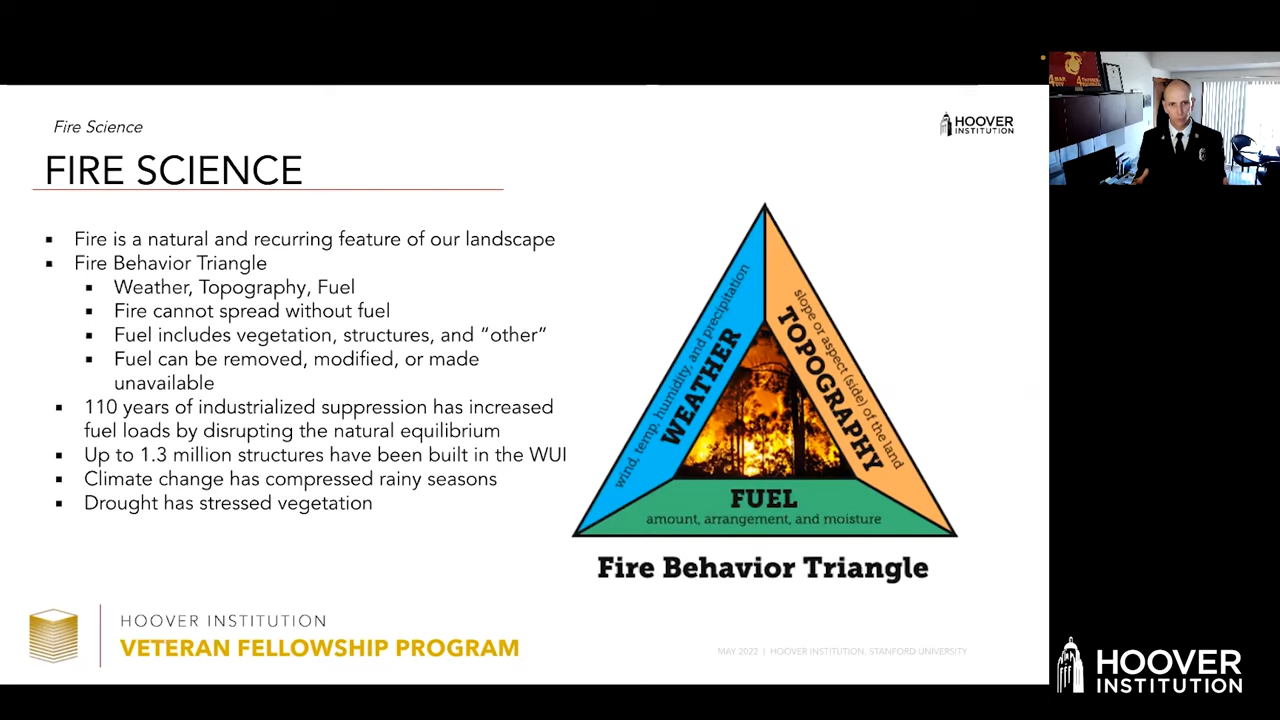 Fire Science
HOOVER
INSTITUTION
FIRE SCIENCE
Fire is a natural and recurring feature of our landscape
Fire Behavior Triangle
Weather, Topography, Fuel
Fire cannot spread without fuel
Fuel includes vegetation, structures, and “other”
Fuel can be removed, modified, or made
unavailable
110 years of industrialized suppression has increased
fuel loads by disrupting the natural equilibrium
Up to 1.3 million structures have been built in the WUI
Climate change has compressed rainy seasons
Drought has stressed vegetation
wind, temp, humidity, and precipitation
WEATHER
slope or aspect (side) of the land
TOPOGRAPHY
FUEL
amount, arrangement, and moisture
Fire Behavior Triangle
HOOVER INSTITUTION
VETERAN FELLOWSHIP PROGRAM
MAY 2022 | HOOVER INSTITUTION, STANFORD UNIVERSITY
HOOVER
INSTITUTION